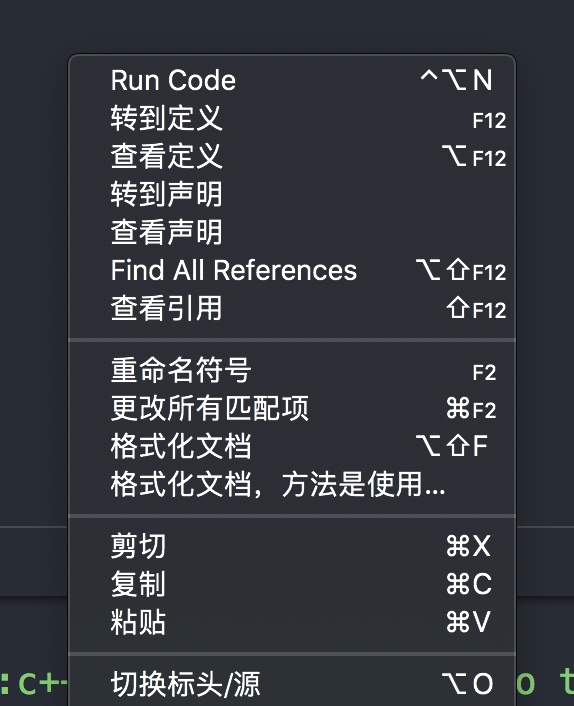 Run Code ^⌥N
转到定义 F12
查看定义 ⌥F12
转到声明
查看声明
Find All References ⌥⇧F12
查看引用 ⇧F12
重命名符号 F2
更改所有匹配项 ⌘F2
格式化文档 ⌥⇧F
格式化文档，方法是使用...
剪切 ⌘X
复制 ⌘C
粘贴 ⌘V
:c++ o t
切换标头/源 ⌥O